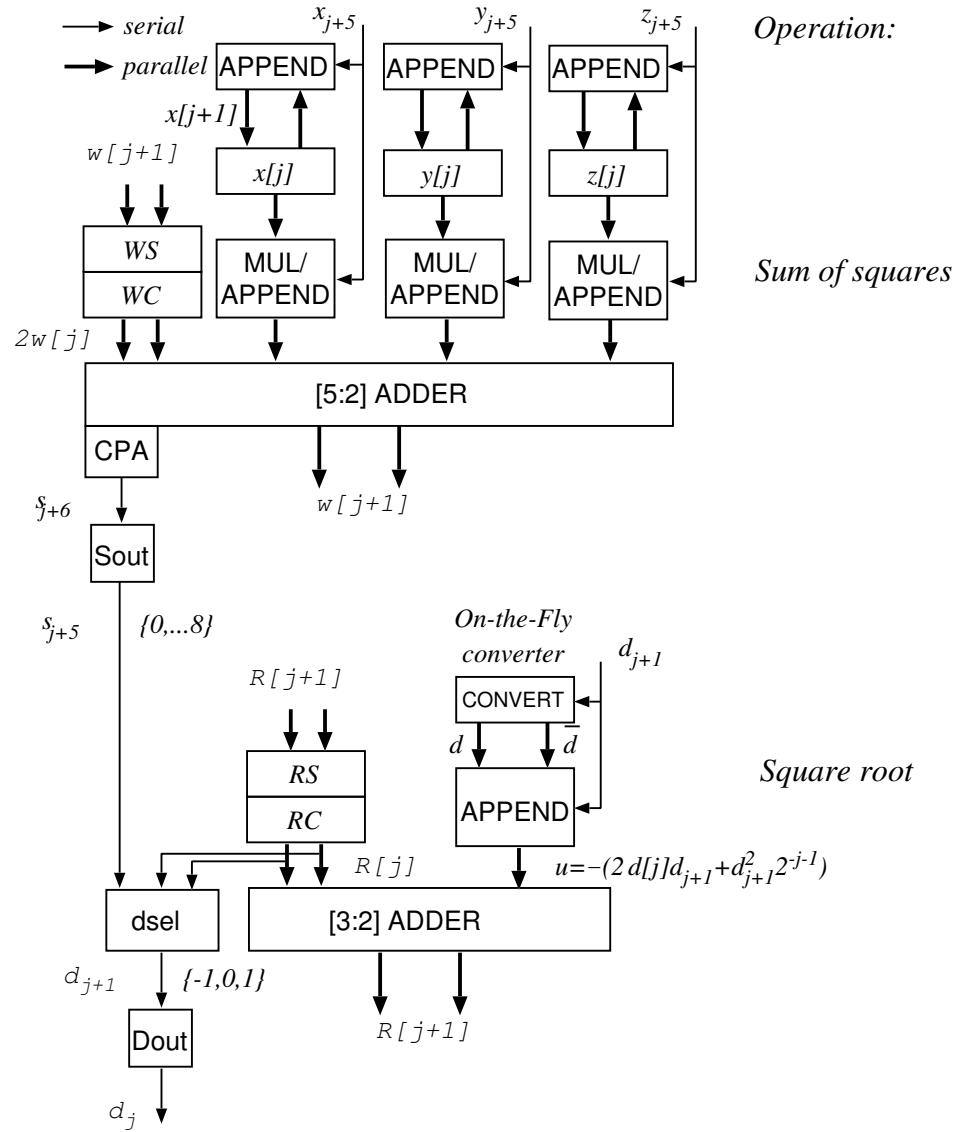 serial
parallel
x_{j+5}
y_{j+5}
z_{j+5}
Operation:
APPEND
APPEND
APPEND
x[j+1]
w[j+1]
x[j]
y[j]
z[j]
WS
WC
MUL/
APPEND
MUL/
APPEND
MUL/
APPEND
Sum of squares
2w[j]
[5:2] ADDER
CPA
w[j+1]
s_{j+6}
Sout
s_{j+5}
{0,...8}
On-the-Fly
converter
d_{j+1}
R[j+1]
CONVERT
d
d̅
RS
RC
APPEND
Square root
R[j]
u=−(2 d[j]d_{j+1}+d_{j+1}^2 2^{-j-1})
dsel
[3:2] ADDER
d_{j+1}
{-1,0,1}
Dout
R[j+1]
d_j